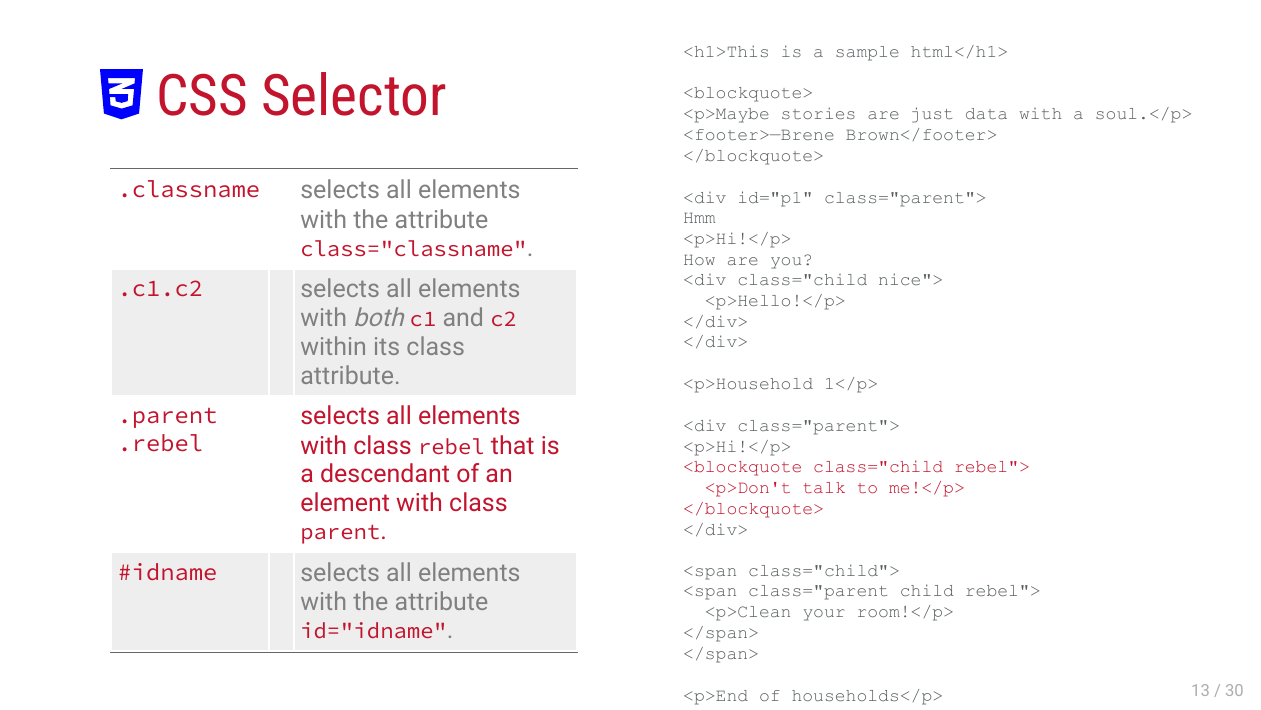 CSS Selector
.classname
selects all elements
with the attribute
class="classname".
.c1.c2
selects all elements
with both c1 and c2
within its class
attribute.
.parent
.rebel
selects all elements
with class rebel that is
a descendant of an
element with class
parent.
#idname
selects all elements
with the attribute
id="idname".
<h1>This is a sample html</h1>
<blockquote>
<p>Maybe stories are just data with a soul.</p>
<footer>—Brene Brown</footer>
</blockquote>
<div id="p1" class="parent">
Hmm
<p>Hi!</p>
How are you?
<div class="child nice">
  <p>Hello!</p>
</div>
</div>
<p>Household 1</p>
<div class="parent">
<p>Hi!</p>
<blockquote class="child rebel">
  <p>Don't talk to me!</p>
</blockquote>
</div>
<span class="child">
<span class="parent child rebel">
  <p>Clean your room!</p>
</span>
</span>
<p>End of households</p>
13 / 30